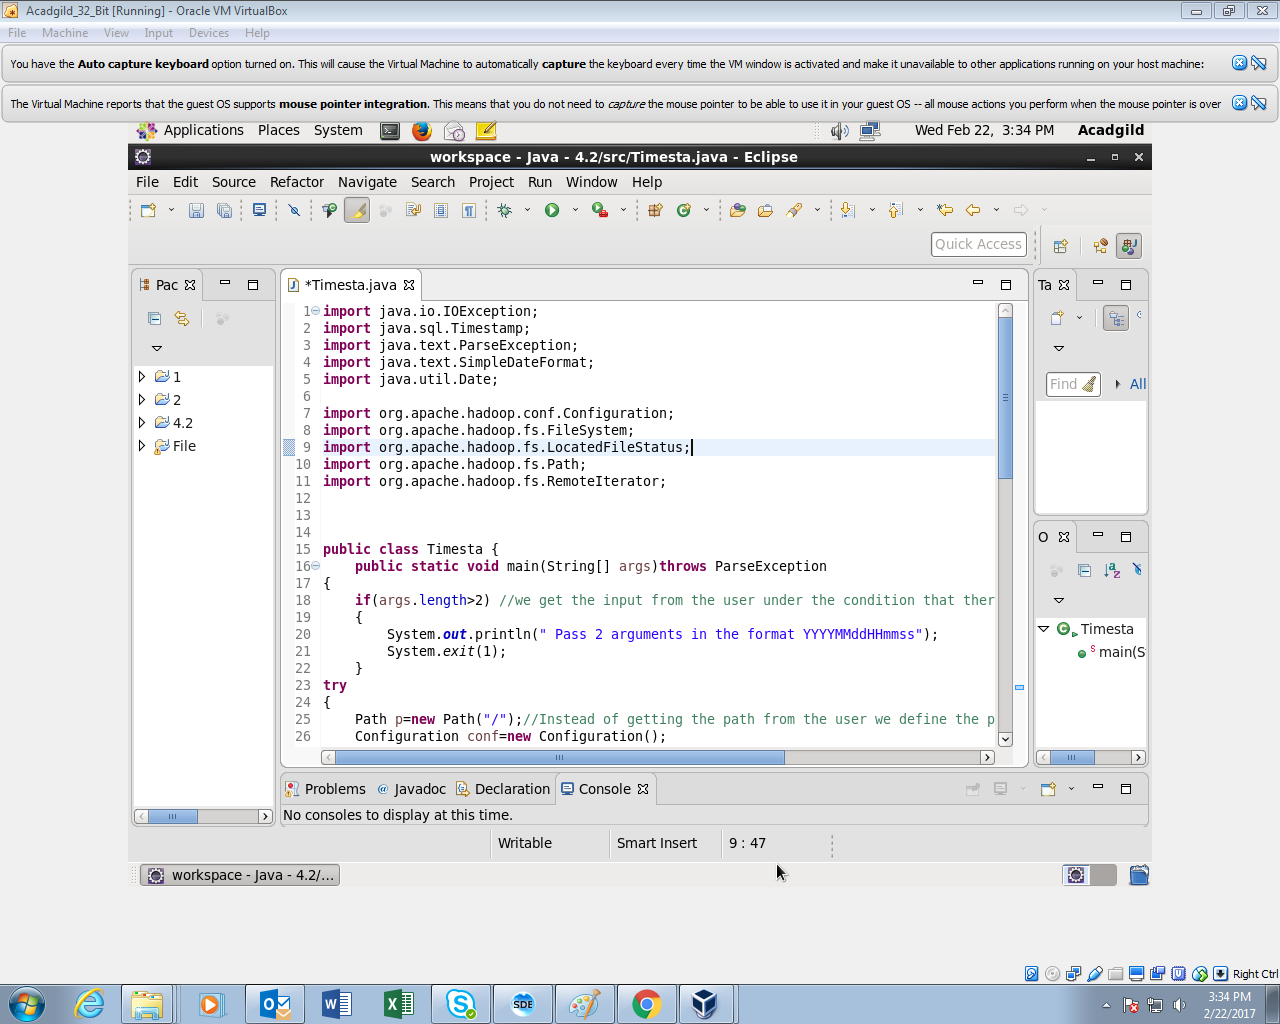 Acadgild_32_Bit [Running] - Oracle VM VirtualBox
File Machine View Input Devices Help
You have the Auto capture keyboard option turned on. This will cause the Virtual Machine to automatically capture the keyboard every time the VM window is activated and make it unavailable to other applications running on your host machine:
The Virtual Machine reports that the guest OS supports mouse pointer integration. This means that you do not need to capture the mouse pointer to be able to use it in your guest OS -- all mouse actions you perform when the mouse pointer is over
Applications Places System Wed Feb 22, 3:34 PM Acadgild
workspace - Java - 4.2/src/Timesta.java - Eclipse
File Edit Source Refactor Navigate Search Project Run Window Help
Quick Access
Pac
1
2
4.2
File
*Timesta.java
1 import java.io.IOException;
2 import java.sql.Timestamp;
3 import java.text.ParseException;
4 import java.text.SimpleDateFormat;
5 import java.util.Date;
6
7 import org.apache.hadoop.conf.Configuration;
8 import org.apache.hadoop.fs.FileSystem;
9 import org.apache.hadoop.fs.LocatedFileStatus;
10 import org.apache.hadoop.fs.Path;
11 import org.apache.hadoop.fs.RemoteIterator;
12
13
14
15 public class Timesta {
16 public static void main(String[] args)throws ParseException
17 {
18 if(args.length>2) //we get the input from the user under the condition that ther
19 {
20 System.out.println(" Pass 2 arguments in the format YYYYMMddHHmmss");
21 System.exit(1);
22 }
23 try
24 {
25 Path p=new Path("/");//Instead of getting the path from the user we define the p
26 Configuration conf=new Configuration();
Ta
Find All
O
Timesta
S main(S
Problems @ Javadoc Declaration Console
No consoles to display at this time.
Writable Smart Insert 9 : 47
workspace - Java - 4.2/...
Right Ctrl
SDE
3:34 PM
2/22/2017